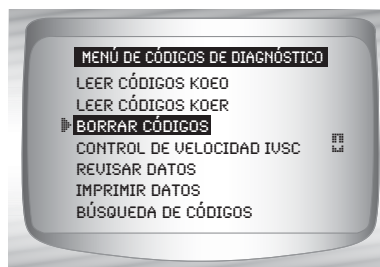 MENÚ DE CÓDIGOS DE DIAGNÓSTICO
LEER CÓDIGOS KOEO
LEER CÓDIGOS KOER
BORRAR CÓDIGOS
CONTROL DE VELOCIDAD IVSC
REVISAR DATOS
IMPRIMIR DATOS
BÚSQUEDA DE CÓDIGOS